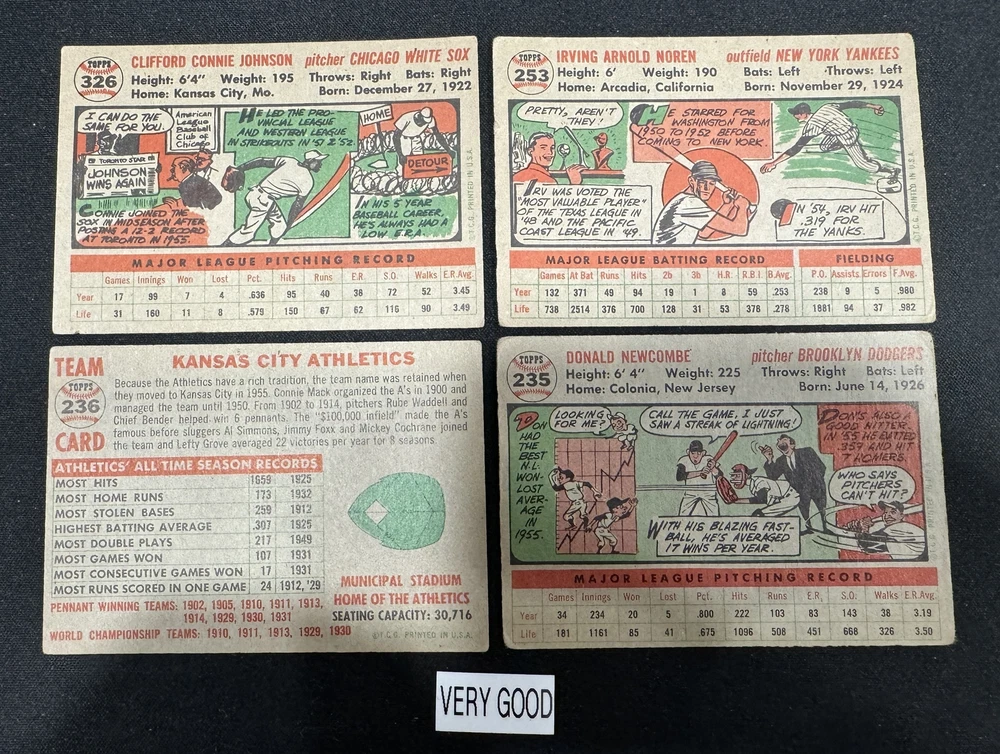 TOPPS
326
CLIFFORD CONNIE JOHNSON pitcher CHICAGO WHITE SOX
Height: 6'4" Weight: 195 Throws: Right Bats: Right
Home: Kansas City, Mo. Born: December 27, 1922
I CAN DO THE
SAME FOR YOU.
American
League
Baseball
Club of
Chicago
TORONTO STAR
JOHNSON
WINS AGAIN
CONNIE JOINED THE
SOX IN MIDSEASON AFTER
POSTING A 12-2 RECORD
AT TORONTO IN 1955.
HE LED THE PRO-
VINCIAL LEAGUE
AND WESTERN LEAGUE
IN STRIKEOUTS IN '51 & '52.
HOME
DETOUR
IN HIS 5 YEAR
BASEBALL CAREER,
HE'S ALWAYS HAD A
LOW E.R.A.
©T.C.G. PRINTED IN U.S.A.
MAJOR LEAGUE PITCHING RECORD
Games Innings Won Lost Pct. Hits Runs E.R. S.O. Walks E.R.Avg.
Year 17 99 7 4 .636 95 40 38 72 52 3.45
Life 31 160 11 8 .579 150 67 62 116 90 3.49
TOPPS
253
IRVING ARNOLD NOREN outfield NEW YORK YANKEES
Height: 6' Weight: 190 Bats: Left Throws: Left
Home: Arcadia, California Born: November 29, 1924
PRETTY, AREN'T
THEY!
IRV WAS VOTED THE
"MOST VALUABLE PLAYER"
OF THE TEXAS LEAGUE IN
'48 AND THE PACIFIC
COAST LEAGUE IN '49.
HE STARRED FOR
WASHINGTON FROM
1950 TO 1952 BEFORE
COMING TO NEW YORK.
IN '54, IRV HIT
.319 FOR
THE YANKS.
©T.C.G. PRINTED IN U.S.A.
MAJOR LEAGUE BATTING RECORD FIELDING
Games At Bat Runs Hits 2b 3b H.R. R.B.I. B.Avg. P.O. Assists Errors F.Avg.
Year 132 371 49 94 19 1 8 59 .253 238 9 5 .980
Life 738 2514 376 700 128 31 53 378 .278 1881 94 37 .982
TEAM
TOPPS
236
CARD
KANSAS CITY ATHLETICS
Because the Athletics have a rich tradition, the team name was retained when
they moved to Kansas City in 1955. Connie Mack organized the A's in 1900 and
managed the team until 1950. From 1902 to 1914, pitchers Rube Waddell and
Chief Bender helped win 6 pennants. The "$100,000 infield" made the A's
famous before sluggers Al Simmons, Jimmy Foxx and Mickey Cochrane joined
the team and Lefty Grove averaged 22 victories per year for 8 seasons.
ATHLETICS' ALL TIME SEASON RECORDS
MOST HITS 1659 1925
MOST HOME RUNS 173 1932
MOST STOLEN BASES 259 1912
HIGHEST BATTING AVERAGE .307 1925
MOST DOUBLE PLAYS 217 1949
MOST GAMES WON 107 1931
MOST CONSECUTIVE GAMES WON 17 1931
MOST RUNS SCORED IN ONE GAME 24 1912, '29
PENNANT WINNING TEAMS: 1902, 1905, 1910, 1911, 1913,
1914, 1929, 1930, 1931
WORLD CHAMPIONSHIP TEAMS: 1910, 1911, 1913, 1929, 1930
MUNICIPAL STADIUM
HOME OF THE ATHLETICS
SEATING CAPACITY: 30,716
©T.C.G. PRINTED IN U.S.A.
TOPPS
235
DONALD NEWCOMBE pitcher BROOKLYN DODGERS
Height: 6' 4" Weight: 225 Throws: Right Bats: Left
Home: Colonia, New Jersey Born: June 14, 1926
DON
HAD
THE
BEST
N.L.
WON-
LOST
AVER-
AGE
IN
1955.
LOOKING
FOR ME?
CALL THE GAME, I JUST
SAW A STREAK OF LIGHTNING!
WITH HIS BLAZING FAST-
BALL, HE'S AVERAGED
17 WINS PER YEAR.
DON'S ALSO A
GOOD HITTER.
IN '55 HE BATTED
.359 AND HIT
7 HOMERS.
WHO SAYS
PITCHERS
CAN'T HIT?
MAJOR LEAGUE PITCHING RECORD
Games Innings Won Lost Pct. Hits Runs E.R. S.O. Walks E.R.Avg.
Year 34 234 20 5 .800 222 103 83 143 38 3.19
Life 181 1161 85 41 .675 1096 508 451 668 326 3.50
VERY GOOD